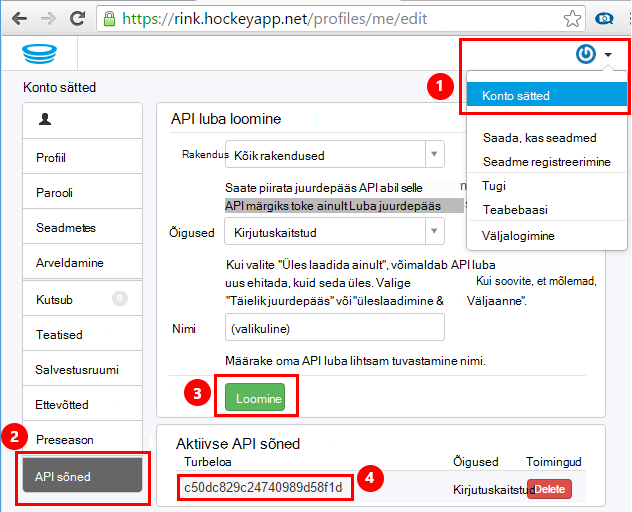 https://rink.hockeyapp.net/profiles/me/edit
1
Konto sätted
Saada, kas seadmed
Seadme registreerimine
Tugi
Teabebaasi
Väljalogimine
Konto sätted
Profiil
Parooli
Seadmetes
Arveldamine
Kutsub 0
Teatised
Salvestusruumi
Ettevõtted
Preseason
2
API sõned
API luba loomine
Rakendus Kõik rakendused
Saate piirata juurdepääs API abil selle
API märgiks toke ainult Luba juurdepääs
Õigused Kirjutuskaitstud
Kui valite "Üles laadida ainult", võimaldab API luba
uus ehitada, kuid seda üles. Valige Kui soovite, et mõlemad,
"Täielik juurdepääs" või"üleslaadimine & Väljaanne".
Nimi (valikuline)
Määrake oma API luba lihtsam tuvastamine nimi.
3
Loomine
Aktiivse API sõned
Turbeloa Õigused Toimingud
c50dc829c24740989d58f1d 4 Kirjutuskaitstud Delete